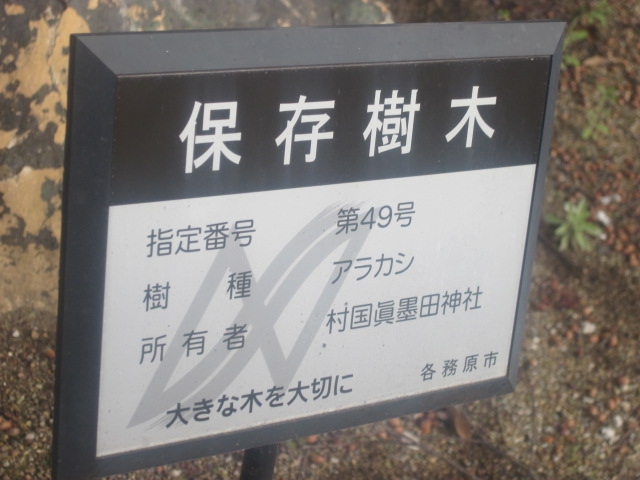 保存樹木
指定番号 第49号
樹種 アラカシ
所有者 村国眞墨田神社
各務原市
大きな木を大切に